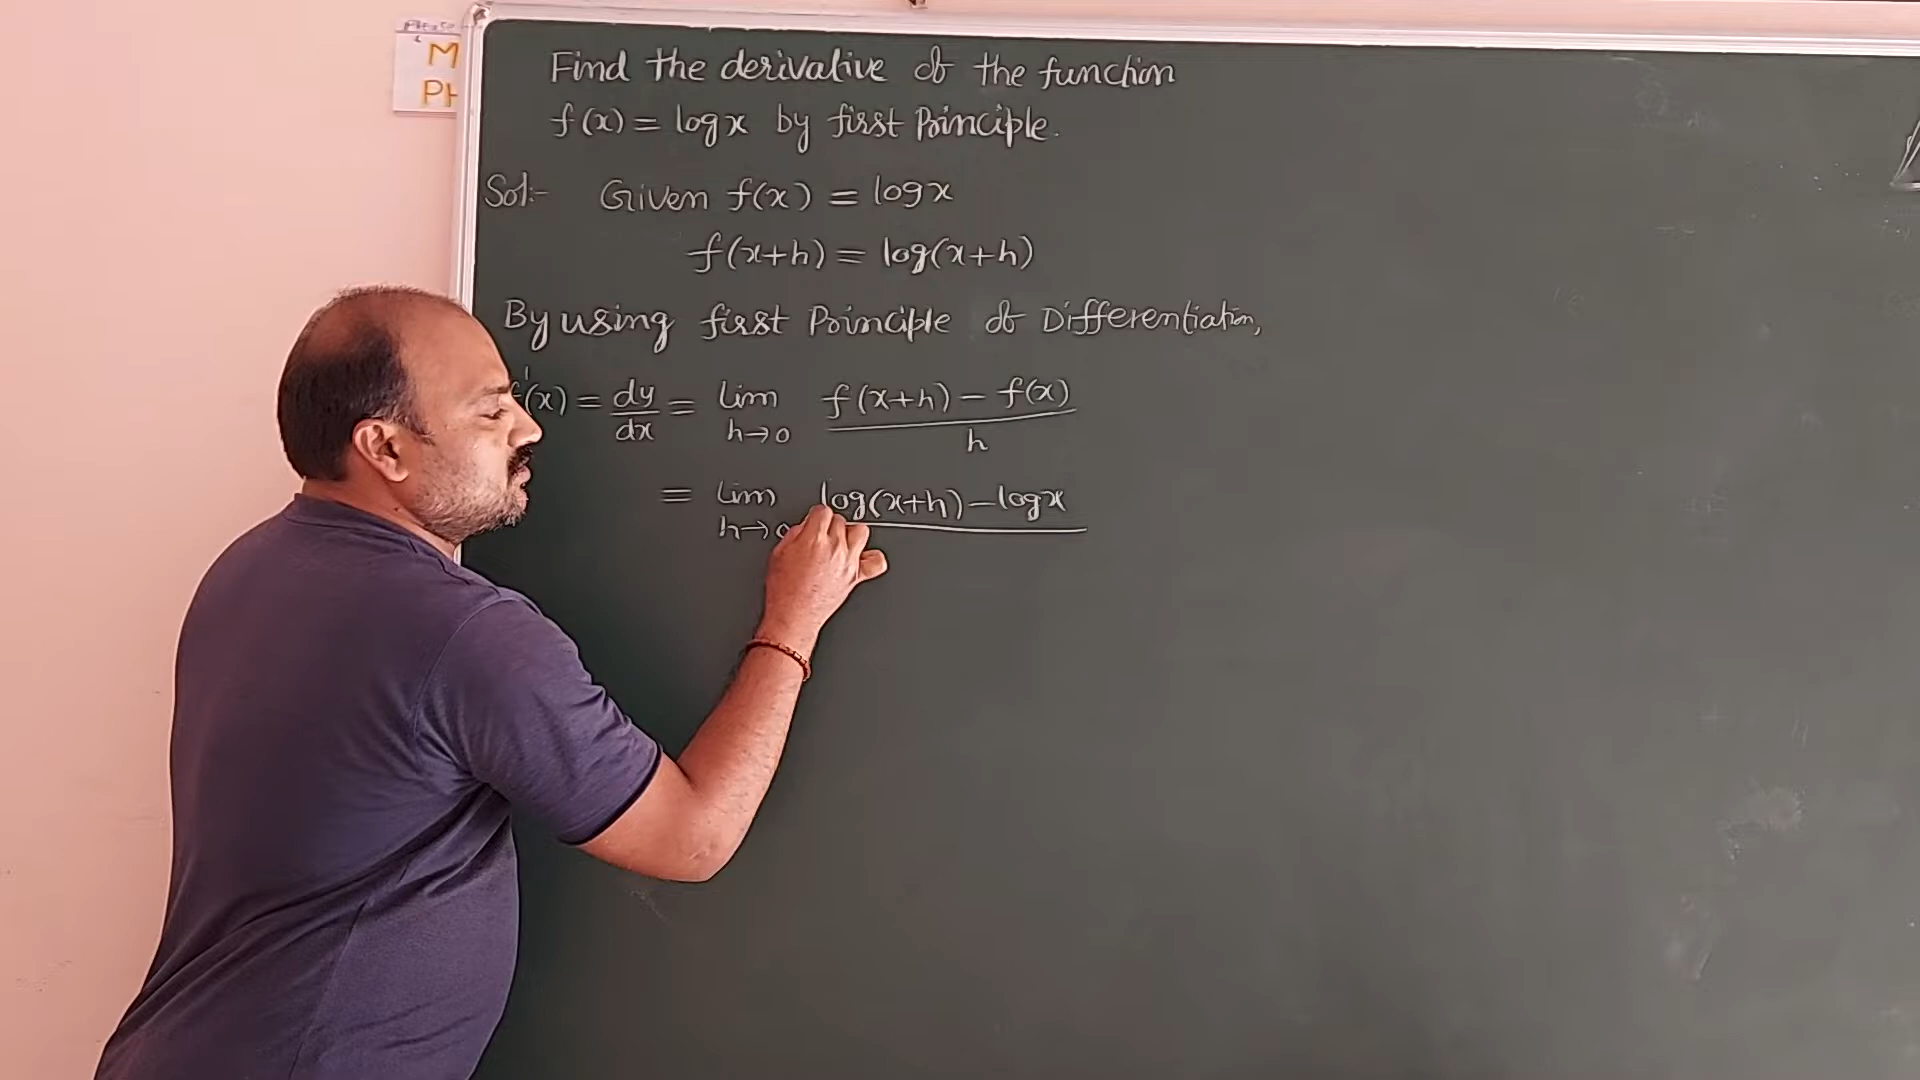 M
PH
Find the derivative of the function
f(x) = log x by first Principle.
Sol:- Given f(x) = log x
f(x+h) = log(x+h)
By using first Principle of Differentiation,
f'(x) = dy/dx = lim h→0 f(x+h) - f(x) / h
= lim h→0 log(x+h) - log x